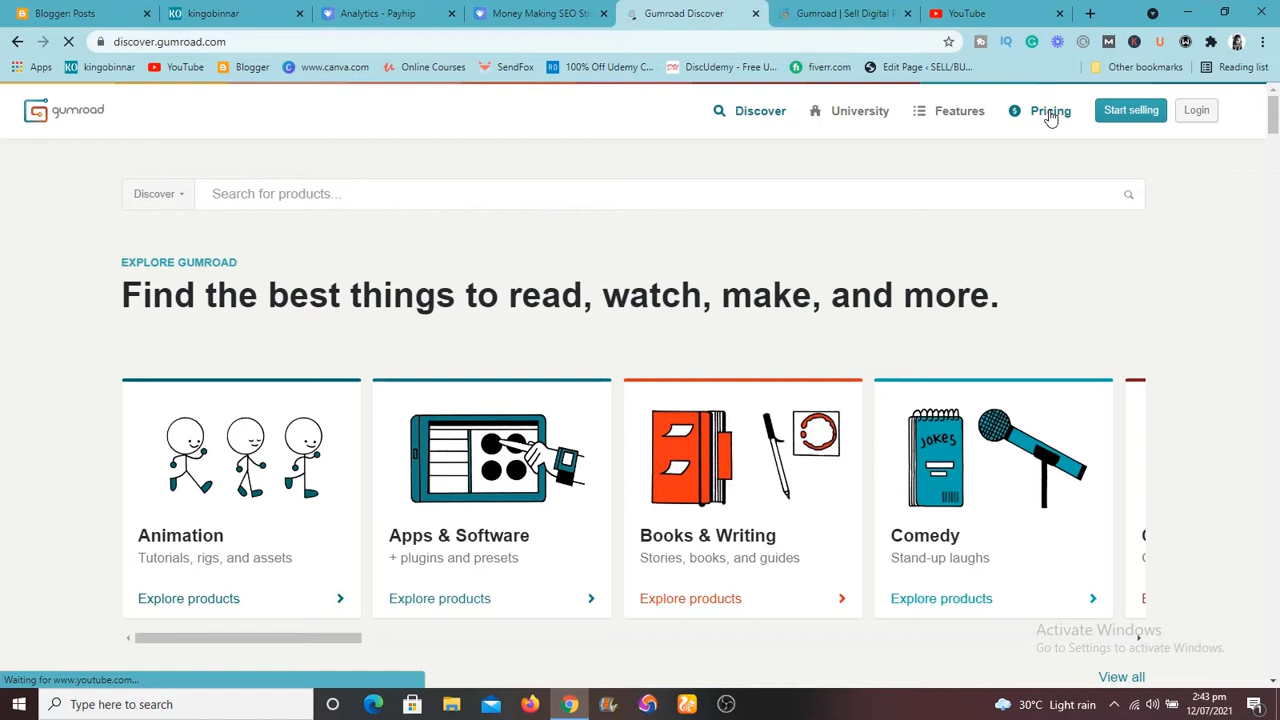 Blogger: Posts
kingobinnar
Analytics - Payhip
Money Making SEO Str
Gumroad Discover
Gumroad | Sell Digital P
YouTube
discover.gumroad.com
Apps
kingobinnar
YouTube
Blogger
www.canva.com
Online Courses
SendFox
100% Off Udemy C...
DiscUdemy - Free U...
fiverr.com
Edit Page ‹ SELL/BU...
Other bookmarks
Reading list
gumroad
Discover
University
Features
Pricing
Start selling
Login
Discover
Search for products...
EXPLORE GUMROAD
Find the best things to read, watch, make, and more.
JOKES
Animation
Tutorials, rigs, and assets
Explore products
Apps & Software
+ plugins and presets
Explore products
Books & Writing
Stories, books, and guides
Explore products
Comedy
Stand-up laughs
Explore products
Activate Windows
Go to Settings to activate Windows.
View all
Waiting for www.youtube.com...
Type here to search
30°C Light rain
2:43 pm
12/07/2021